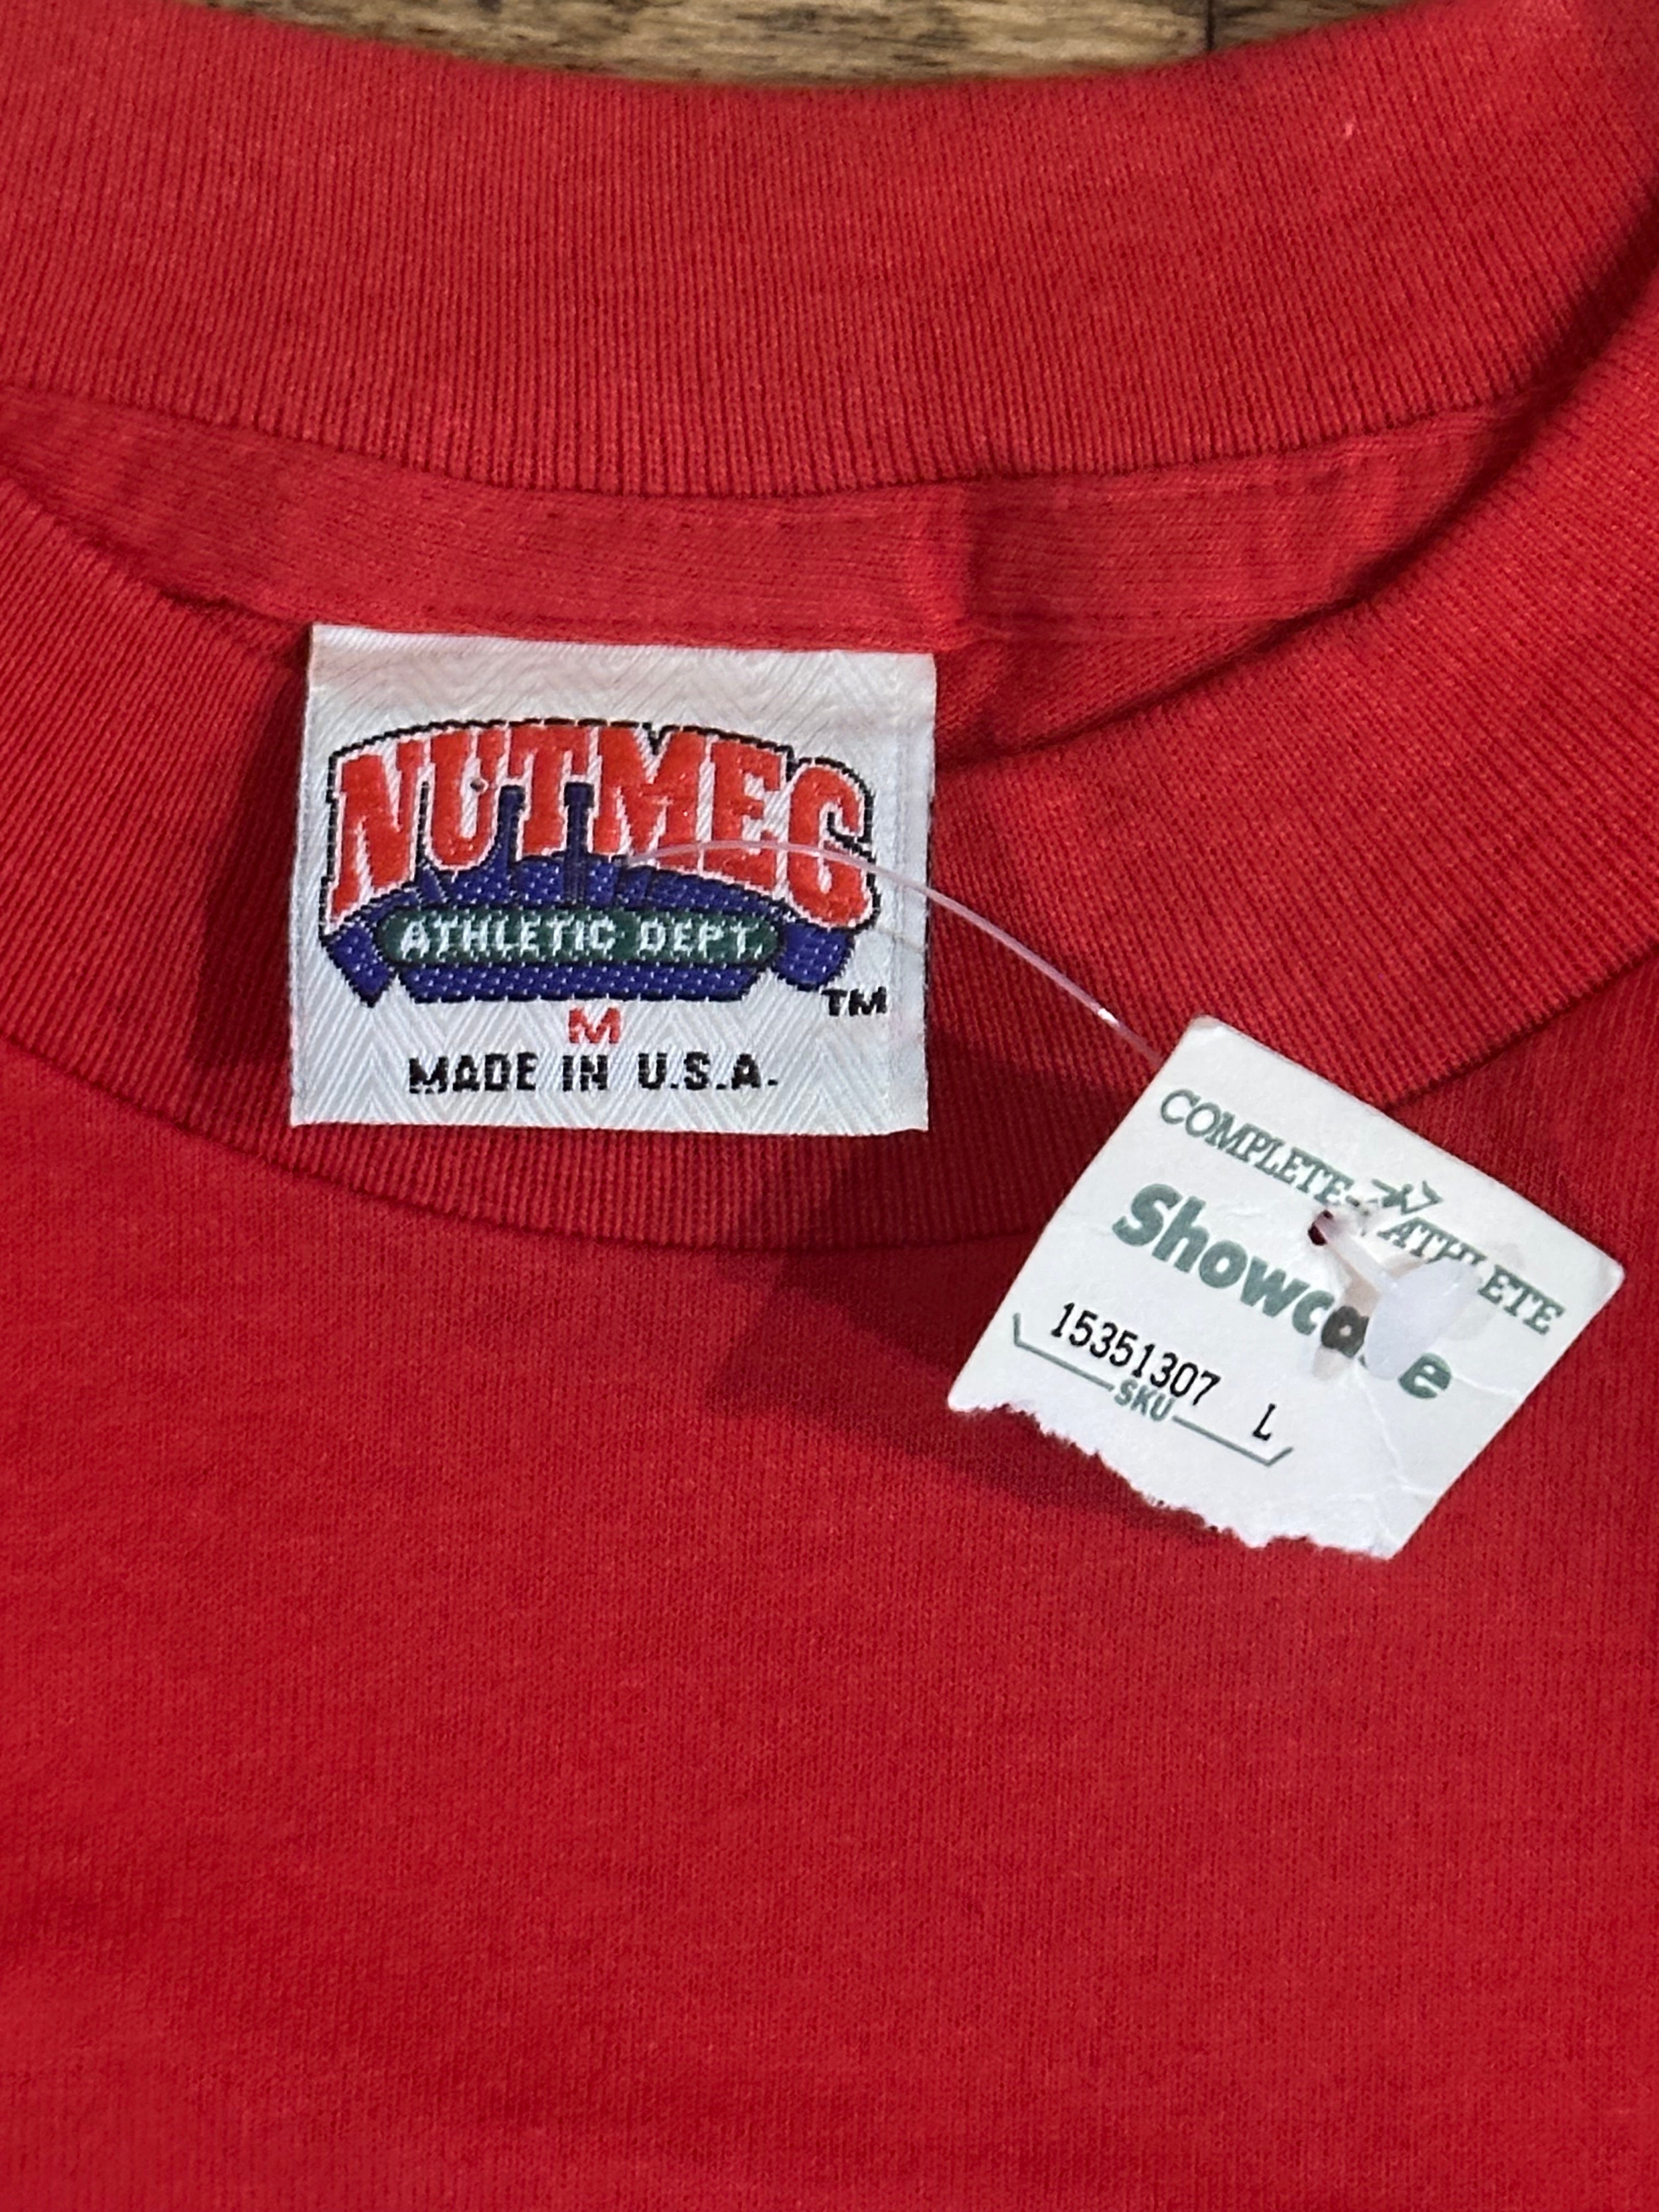 NUTMEG
ATHLETIC DEPT.
TM
M
MADE IN U.S.A.
COMPLETE ATHLETE
Showcase
15351307 L
SKU